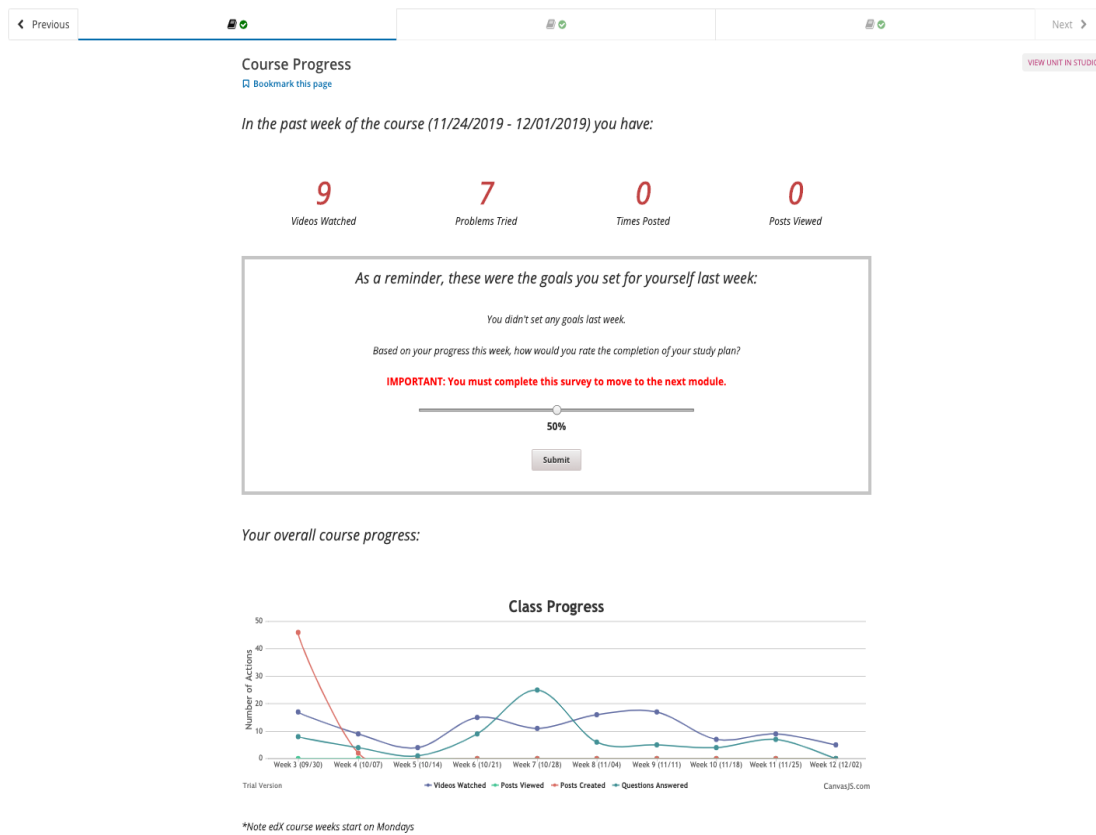 Previous
Next
Course Progress
VIEW UNIT IN STUDIO
Bookmark this page
In the past week of the course (11/24/2019 - 12/01/2019) you have:
9 7 0 0
Videos Watched Problems Tried Times Posted Posts Viewed
As a reminder, these were the goals you set for yourself last week:
You didn't set any goals last week.
Based on your progress this week, how would you rate the completion of your study plan?
IMPORTANT: You must complete this survey to move to the next module.
50%
Submit
Your overall course progress:
Class Progress
Number of Actions
50
40
30
20
10
0
Week 3 (09/30) Week 4 (10/07) Week 5 (10/14) Week 6 (10/21) Week 7 (10/28) Week 8 (11/04) Week 9 (11/11) Week 10 (11/18) Week 11 (11/25) Week 12 (12/02)
Trial Version
Videos Watched Posts Viewed Posts Created Questions Answered
CanvasJS.com
*Note edX course weeks start on Mondays